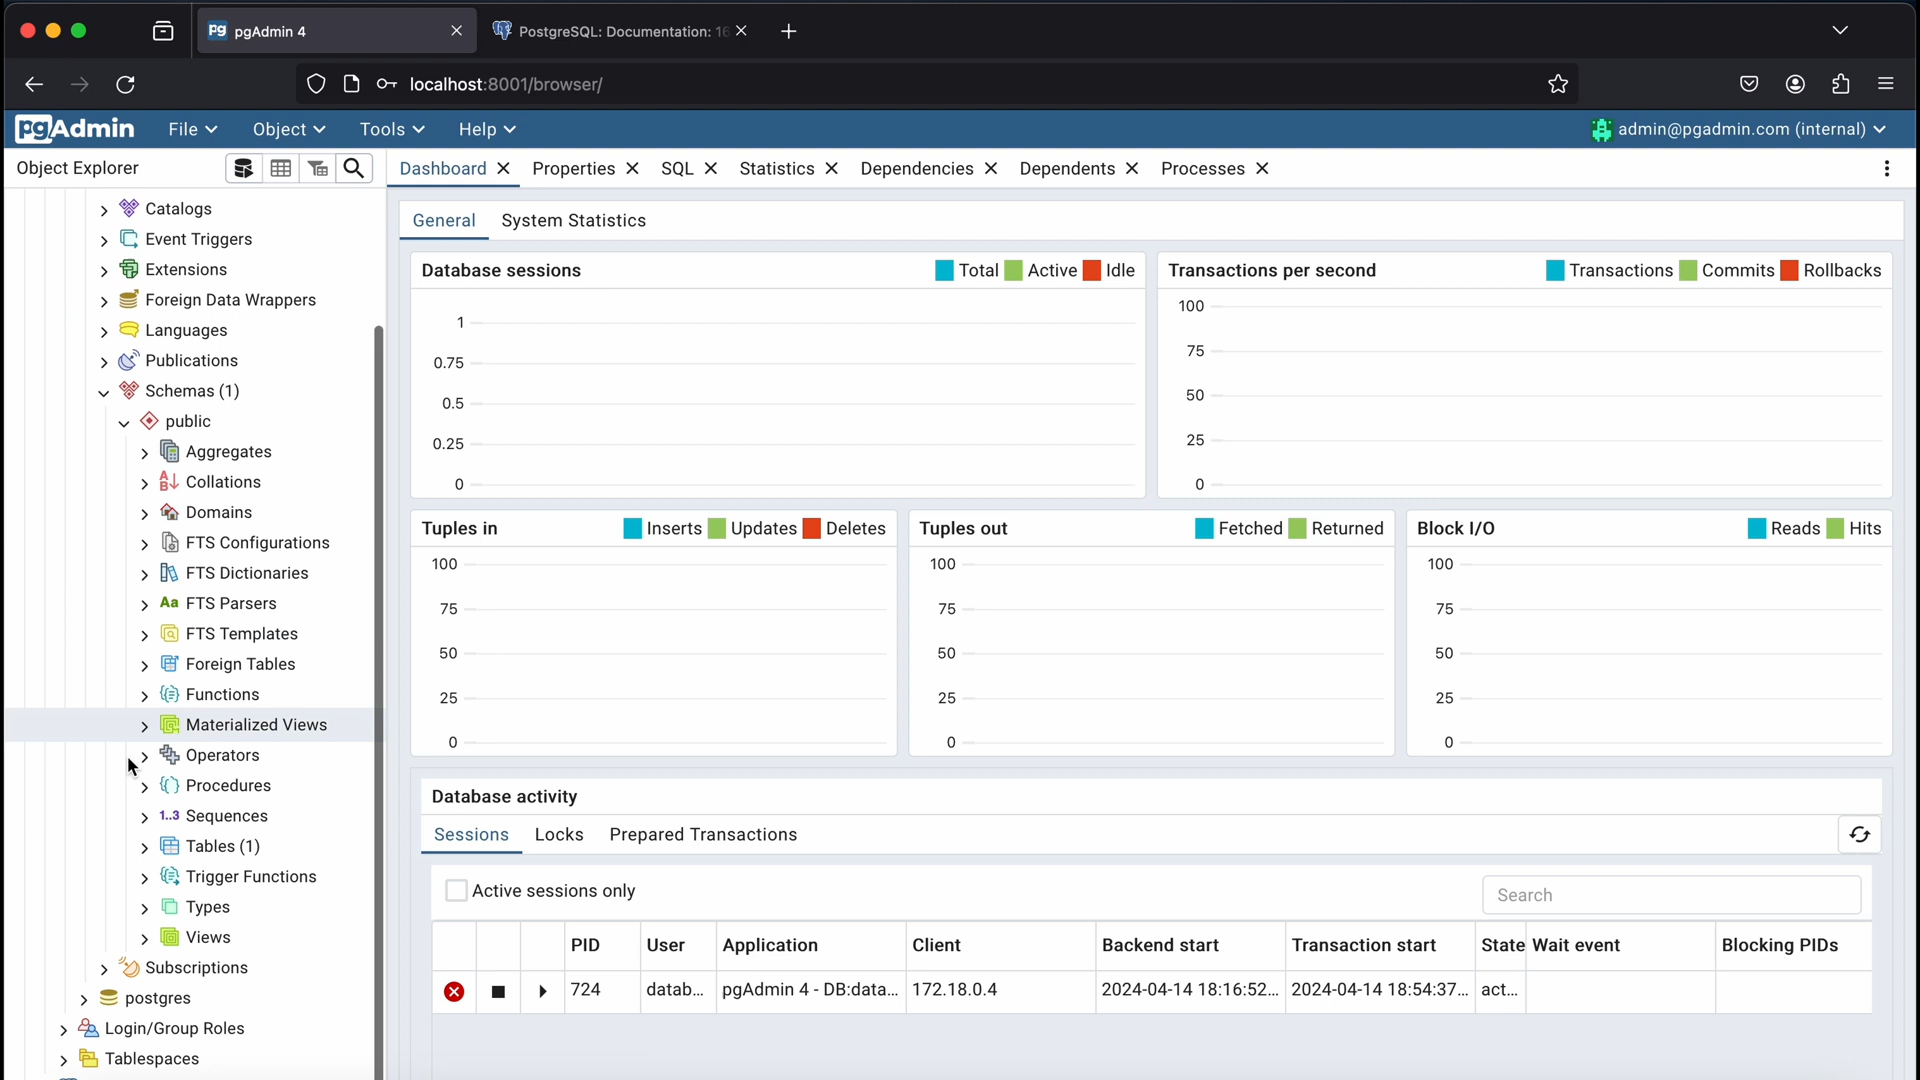 pgAdmin 4
PostgreSQL: Documentation: 16
localhost:8001/browser/
pgAdmin
File Object Tools Help
admin@pgadmin.com (internal)
Object Explorer
Dashboard Properties SQL Statistics Dependencies Dependents Processes
Catalogs
Event Triggers
Extensions
Foreign Data Wrappers
Languages
Publications
Schemas (1)
public
Aggregates
Collations
Domains
FTS Configurations
FTS Dictionaries
Aa FTS Parsers
FTS Templates
Foreign Tables
Functions
Materialized Views
Operators
Procedures
1..3 Sequences
Tables (1)
Trigger Functions
Types
Views
Subscriptions
postgres
Login/Group Roles
Tablespaces
General System Statistics
Database sessions
Total Active Idle
1
0.75
0.5
0.25
0
Transactions per second
Transactions Commits Rollbacks
100
75
50
25
0
Tuples in
Inserts Updates Deletes
100
75
50
25
0
Tuples out
Fetched Returned
100
75
50
25
0
Block I/O
Reads Hits
100
75
50
25
0
Database activity
Sessions Locks Prepared Transactions
Active sessions only
Search
PID User Application Client Backend start Transaction start State Wait event Blocking PIDs
724 datab... pgAdmin 4 - DB:data... 172.18.0.4 2024-04-14 18:16:52... 2024-04-14 18:54:37... act...